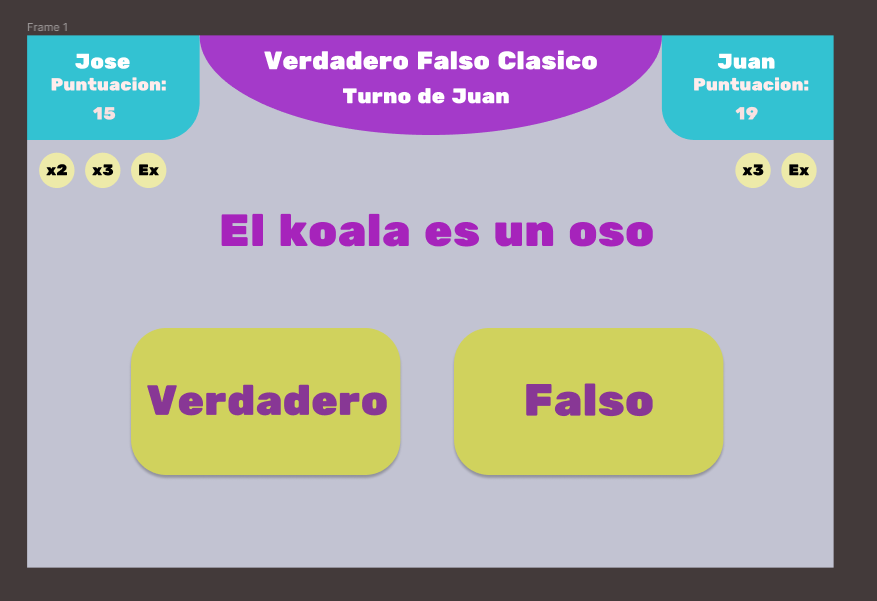 Frame 1
Jose
Puntuacion:
15
Verdadero Falso Clasico
Turno de Juan
Juan
Puntuacion:
19
x2 x3 Ex
x3 Ex
El koala es un oso
Verdadero
Falso